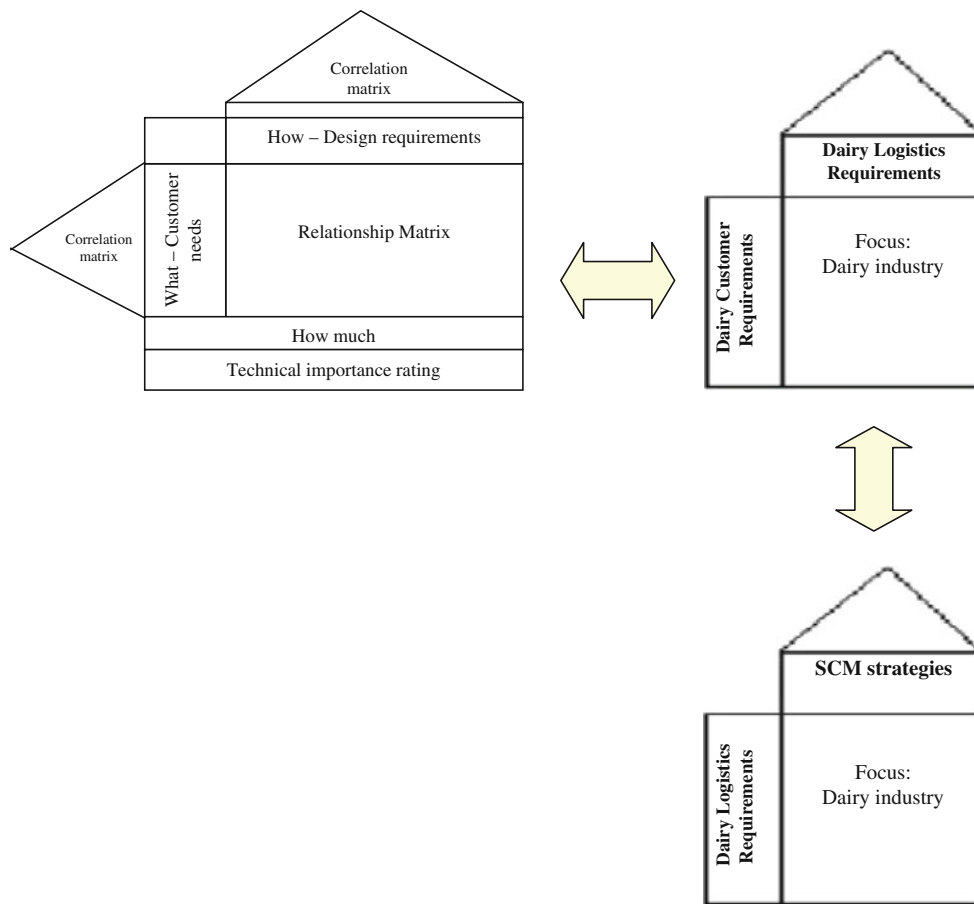 Correlation
matrix
How – Design requirements
Correlation
matrix
What – Customer
needs
Relationship Matrix
How much
Technical importance rating
Dairy Logistics
Requirements
Dairy Customer
Requirements
Focus:
Dairy industry
SCM strategies
Dairy Logistics
Requirements
Focus:
Dairy industry